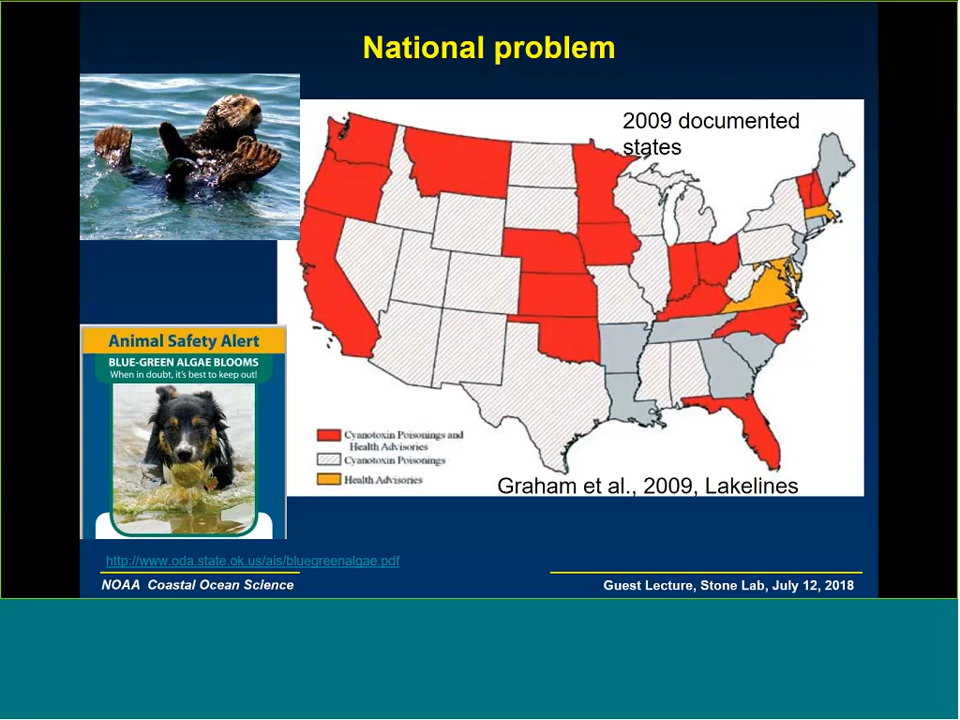 National problem
2009 documented
states
Animal Safety Alert
BLUE-GREEN ALGAE BLOOMS
When in doubt, it's best to keep out!
Cyanotoxin Poisonings and
Health Advisories
Cyanotoxin Poisonings
Health Advisories
Graham et al., 2009, Lakelines
http://www.oda.state.ok.us/ais/bluegreenalgae.pdf
NOAA Coastal Ocean Science
Guest Lecture, Stone Lab, July 12, 2018